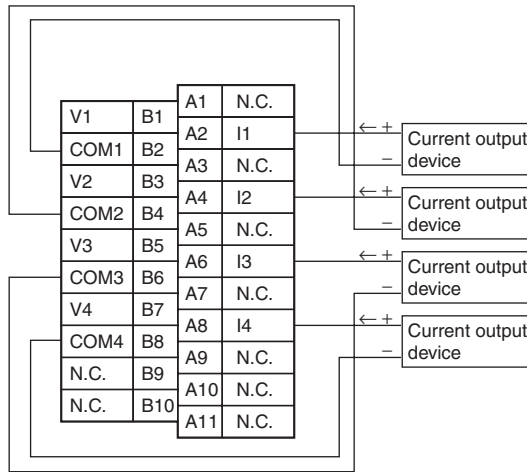 A1 N.C.
V1 B1
A2 I1
COM1 B2
A3 N.C.
V2 B3
A4 I2
COM2 B4
A5 N.C.
V3 B5
A6 I3
COM3 B6
A7 N.C.
V4 B7
A8 I4
COM4 B8
A9 N.C.
N.C. B9
A10 N.C.
N.C. B10
A11 N.C.
← +
−
Current output
device
← +
−
Current output
device
← +
−
Current output
device
← +
−
Current output
device